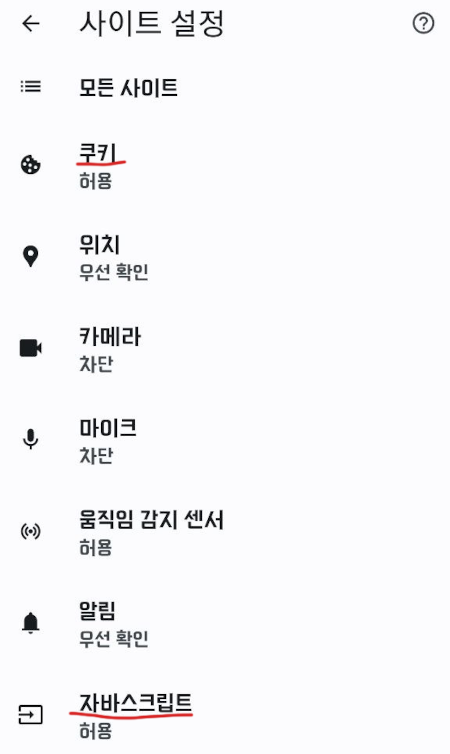 사이트 설정
모든 사이트
쿠키
허용
위치
우선 확인
카메라
차단
마이크
차단
움직임 감지 센서
허용
알림
우선 확인
자바스크립트
허용